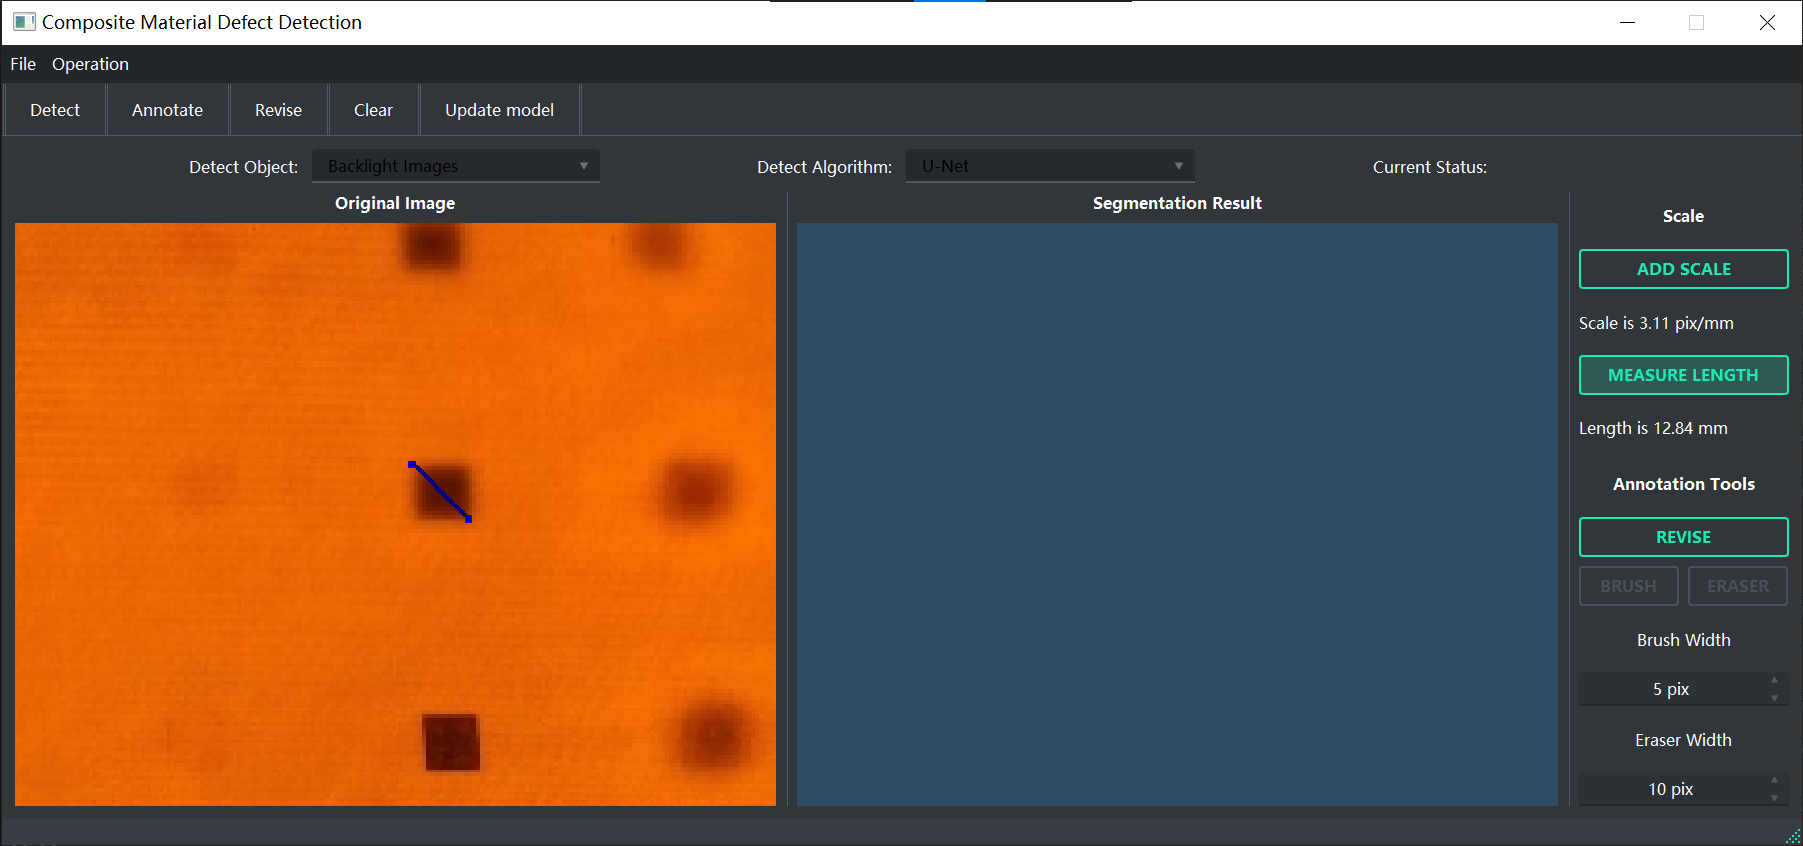 Composite Material Defect Detection
File Operation
Detect Annotate Revise Clear Update model
Detect Object: Backlight Images Detect Algorithm: U-Net Current Status:
Original Image Segmentation Result
Scale
ADD SCALE
Scale is 3.11 pix/mm
MEASURE LENGTH
Length is 12.84 mm
Annotation Tools
REVISE
BRUSH ERASER
Brush Width
5 pix
Eraser Width
10 pix